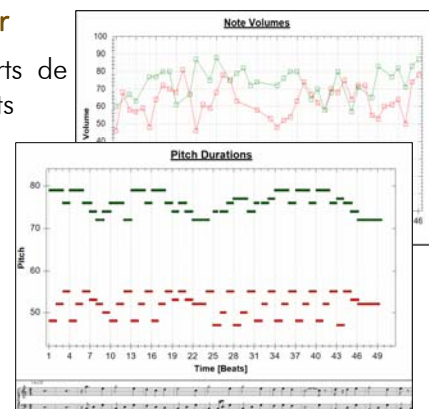 r
rts de
ts
Note Volumes
100
90
80
70
60
50
40
Volume
46
Pitch Durations
80
70
60
50
Pitch
1 4 7 10 13 16 19 22 25 28 31 34 37 40 43 46 49
Time [Beats]